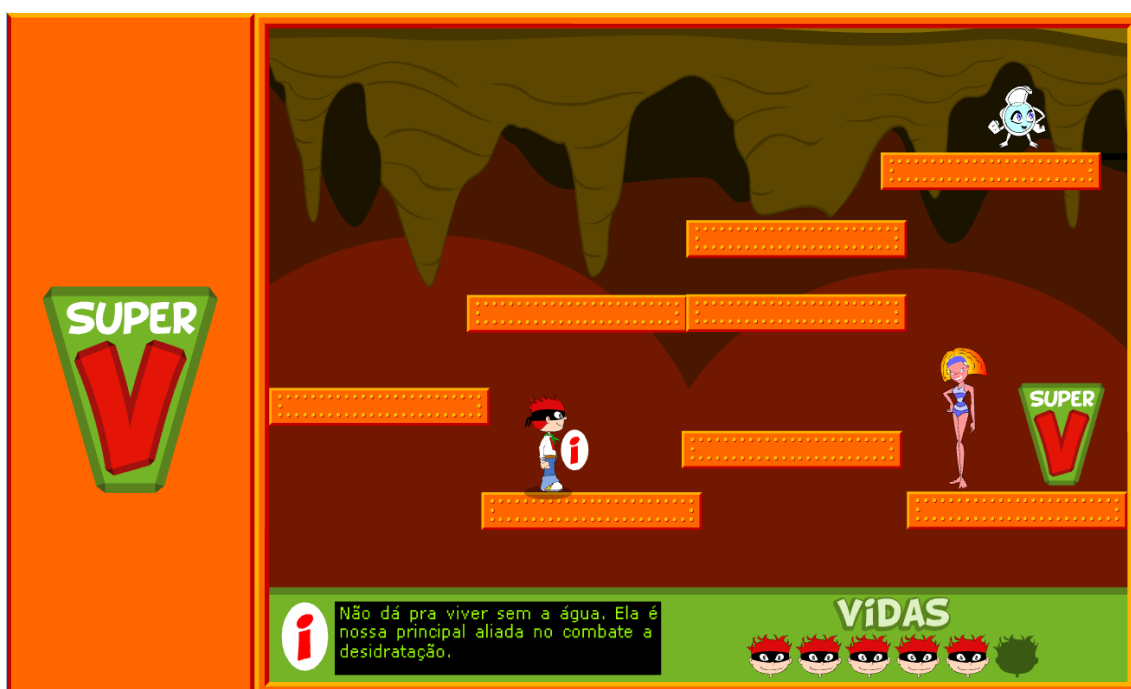 SUPER
V
SUPER
V
i
i
Não dá pra viver sem a água. Ela é
nossa principal aliada no combate a
desidratação.
ViDAS